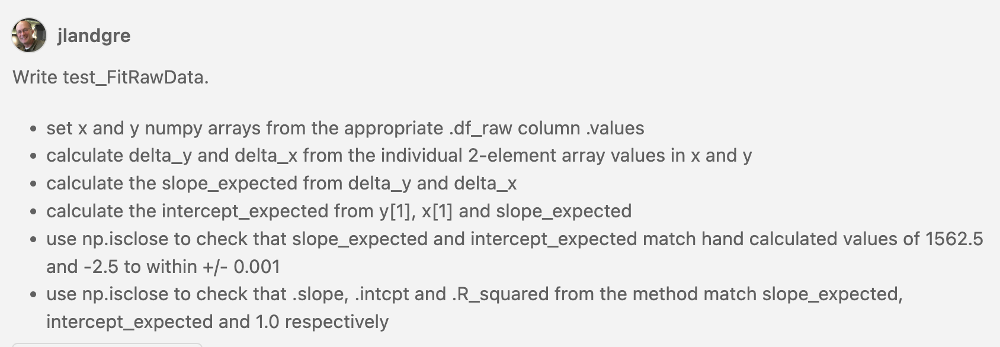 jlandgre
Write test_FitRawData.
• set x and y numpy arrays from the appropriate .df_raw column .values
• calculate delta_y and delta_x from the individual 2-element array values in x and y
• calculate the slope_expected from delta_y and delta_x
• calculate the intercept_expected from y[1], x[1] and slope_expected
• use np.isclose to check that slope_expected and intercept_expected match hand calculated values of 1562.5
and -2.5 to within +/- 0.001
• use np.isclose to check that .slope, .intcpt and .R_squared from the method match slope_expected,
intercept_expected and 1.0 respectively